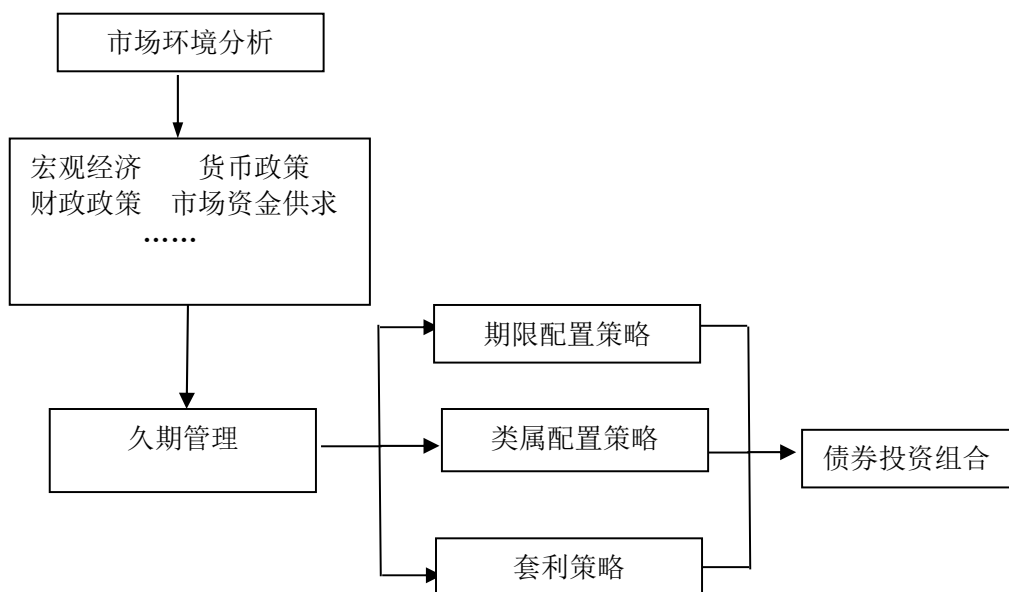 市场环境分析
宏观经济 货币政策
财政政策 市场资金供求
……
期限配置策略
久期管理
类属配置策略
债券投资组合
套利策略